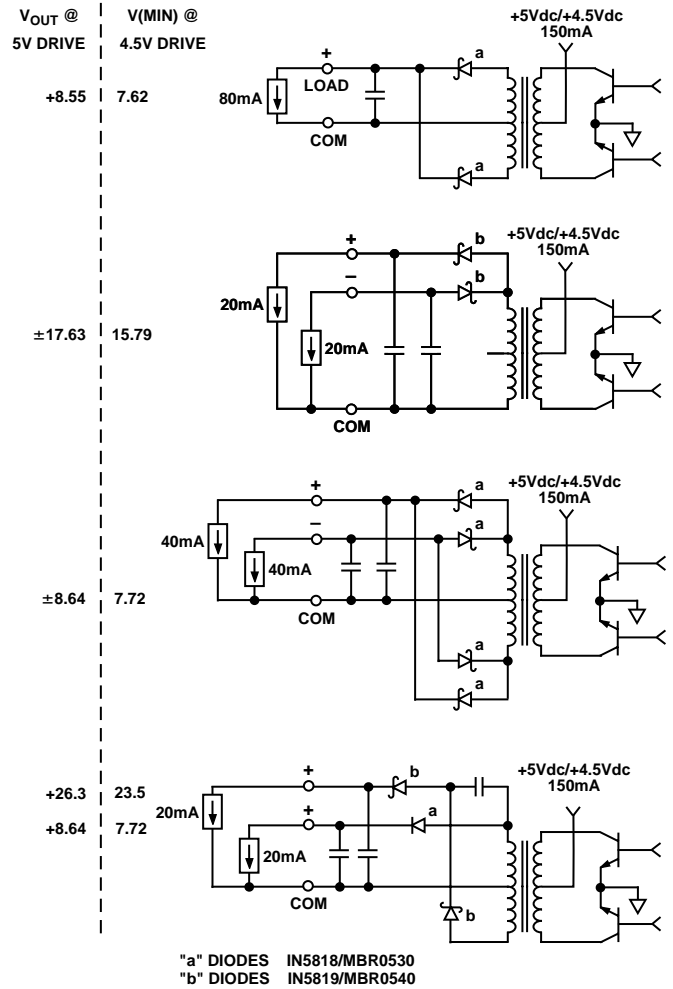 VOUT @ V(MIN) @
5V DRIVE 4.5V DRIVE
+5Vdc/+4.5Vdc
150mA
a
+
LOAD
80mA
+8.55 7.62
COM
a
+5Vdc/+4.5Vdc
150mA
+ b
− b
20mA
20mA
±17.63 15.79
COM
+5Vdc/+4.5Vdc
150mA
+ a
− a
40mA
40mA
±8.64 7.72
COM
a
a
+5Vdc/+4.5Vdc
150mA
+ b
+26.3 23.5
20mA
+ a
+8.64 7.72
20mA
COM
b
"a" DIODES IN5818/MBR0530
"b" DIODES IN5819/MBR0540